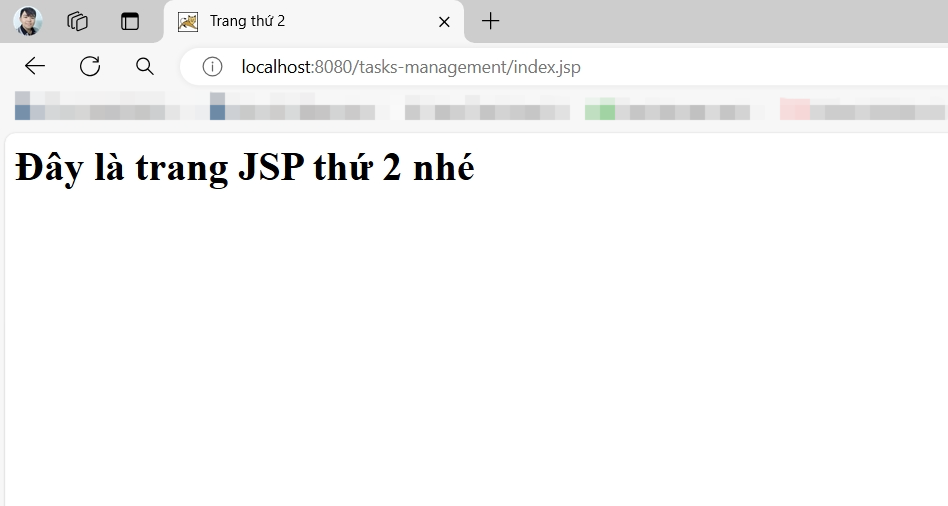 Trang thứ 2
localhost:8080/tasks-management/index.jsp
Đây là trang JSP thứ 2 nhé